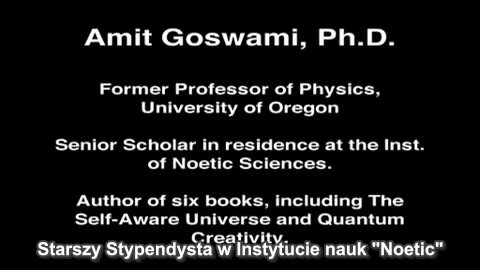 Amit Goswami, Ph.D.
Former Professor of Physics,
University of Oregon
Senior Scholar in residence at the Inst.
of Noetic Sciences.
Author of six books, including The
Self-Aware Universe and Quantum
Creativity.
Starszy Stypendysta w Instytucie nauk "Noetic"